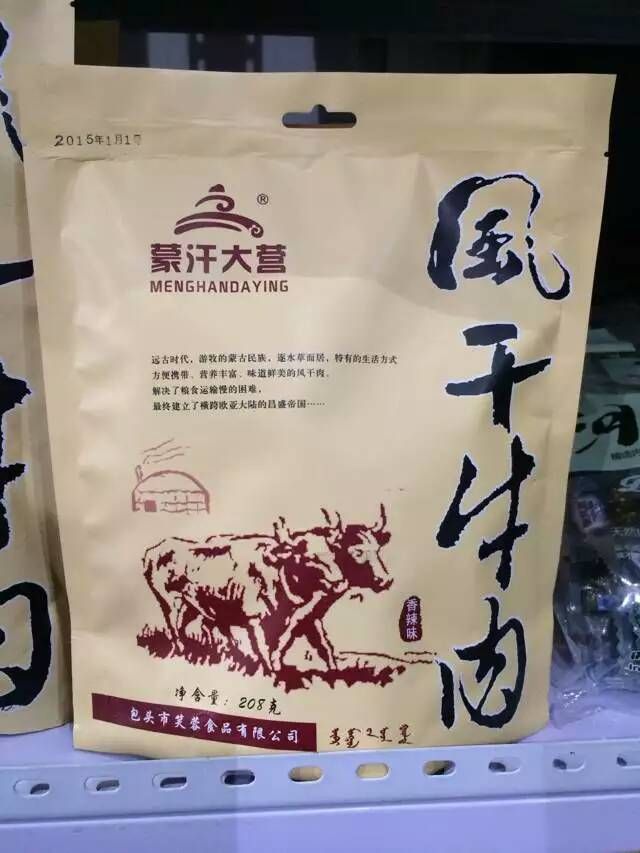 2015年1月1号
®
蒙汗大营
MENGHANDAYING
远古时代，游牧的蒙古民族，逐水草而居，特有的生活方式
方便携带、营养丰富、味道鲜美的风干肉。
解决了粮食运输慢的困难，
最终建立了横跨欧亚大陆的昌盛帝国……
風干牛肉
香辣味
净含量：208克
包头市芙蓉食品有限公司